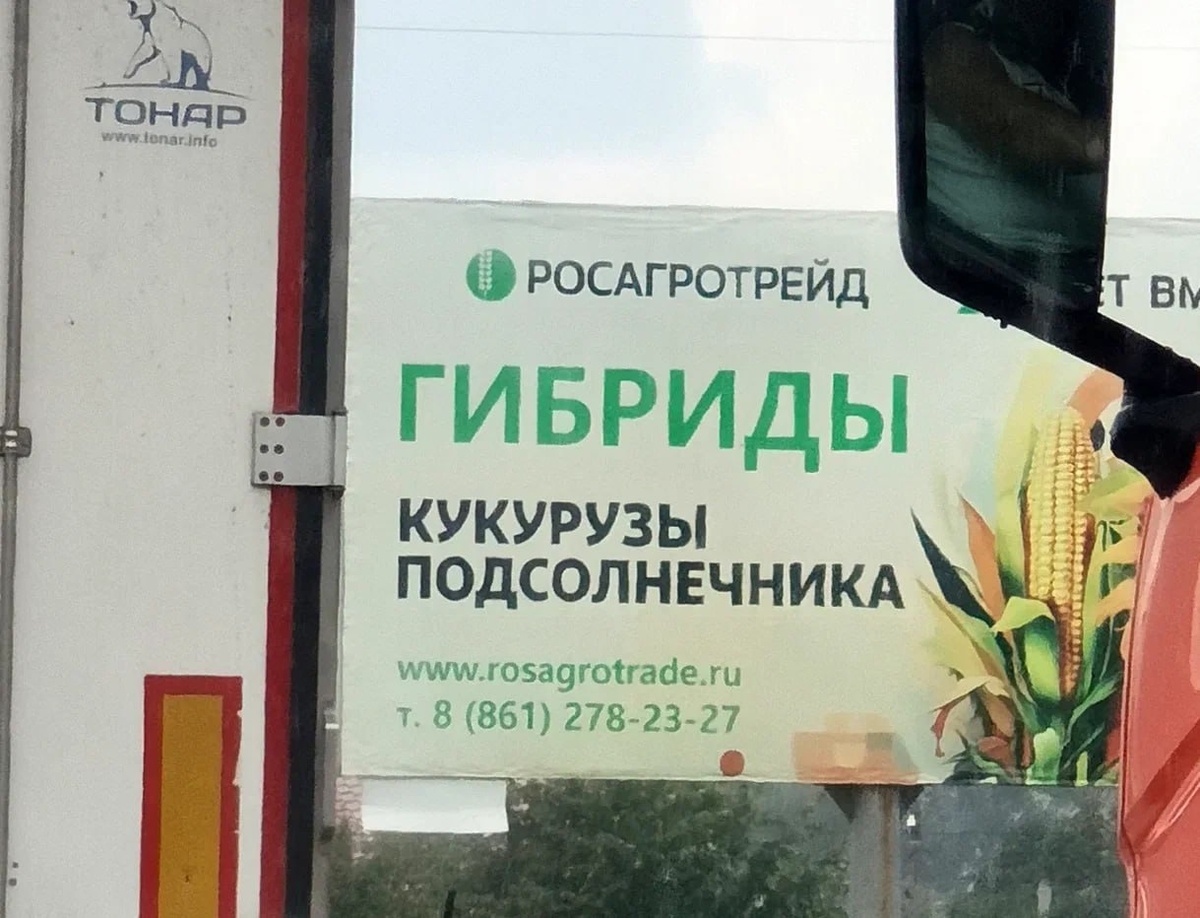 ТОНАР
www.tonar.info
РОСАГРОТРЕЙД
ГИБРИДЫ
КУКУРУЗЫ
ПОДСОЛНЕЧНИКА
www.rosagrotrade.ru
т. 8 (861) 278-23-27